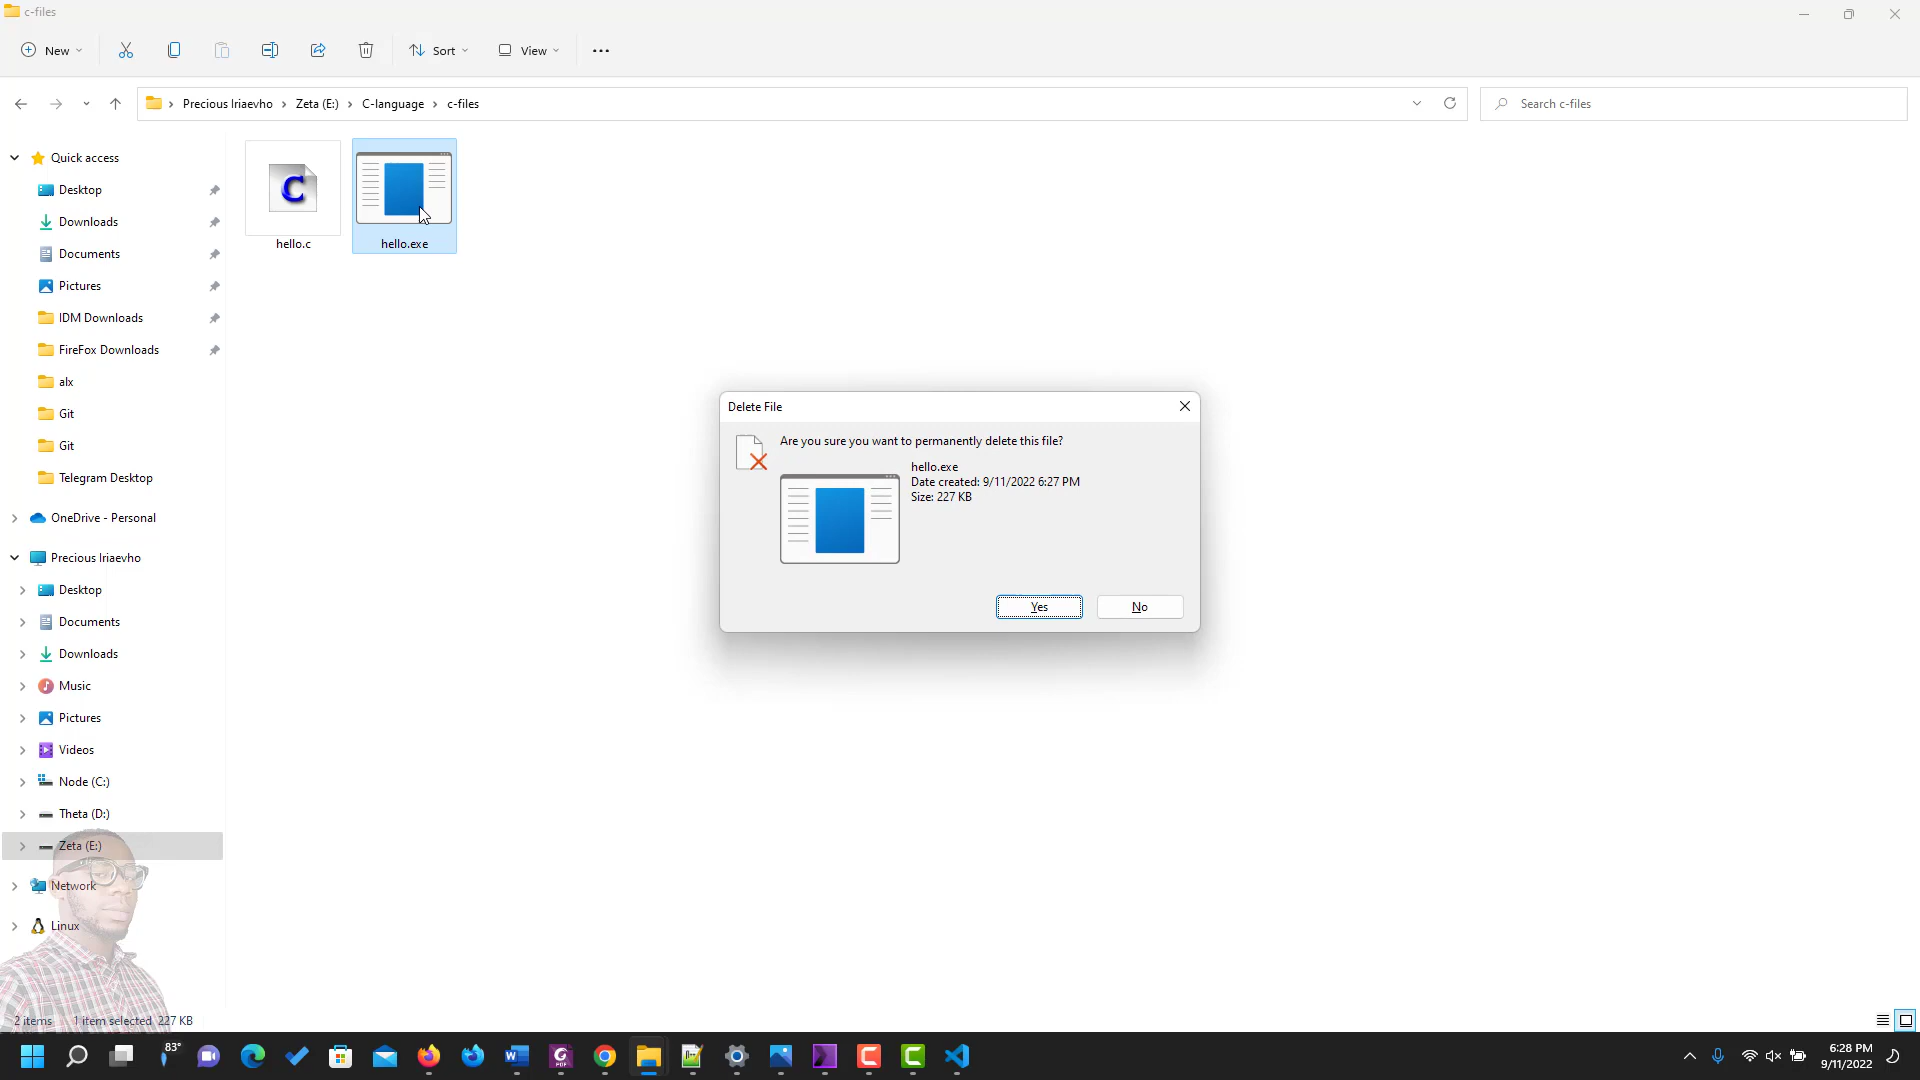 c-files
New
Sort
View
Precious Iriaevho
Zeta (E:)
C-language
c-files
Search c-files
Quick access
Desktop
Downloads
Documents
Pictures
IDM Downloads
FireFox Downloads
alx
Git
Git
Telegram Desktop
OneDrive - Personal
Precious Iriaevho
Desktop
Documents
Downloads
Music
Pictures
Videos
Node (C:)
Theta (D:)
Zeta (E:)
Network
Linux
C
hello.c
hello.exe
Delete File
Are you sure you want to permanently delete this file?
hello.exe
Date created: 9/11/2022 6:27 PM
Size: 227 KB
Yes
No
2 items
1 item selected 227 KB
83°
6:28 PM
9/11/2022